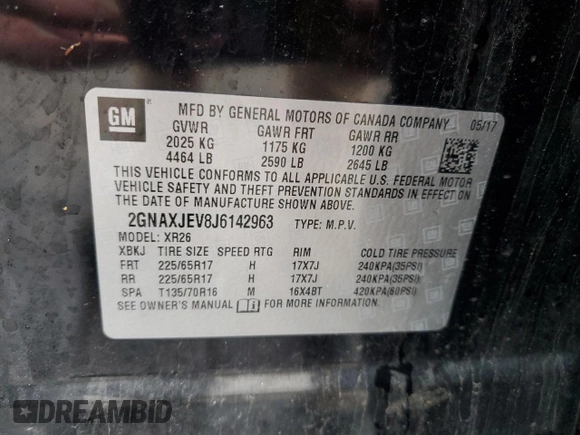 GM
MFD BY GENERAL MOTORS OF CANADA COMPANY 05/17
GVWR GAWR FRT GAWR RR
2025 KG 1175 KG 1200 KG
4464 LB 2590 LB 2645 LB
THIS VEHICLE CONFORMS TO ALL APPLICABLE U.S. FEDERAL MOTOR
VEHICLE SAFETY AND THEFT PREVENTION STANDARDS IN EFFECT ON
THE DATE OF MANUFACTURE SHOWN ABOVE.
2GNAXJEV8J6142963 TYPE: M.P.V.
MODEL: XR26
XBKJ TIRE SIZE SPEED RTG RIM COLD TIRE PRESSURE
FRT 225/65R17 H 17X7J 240KPA(35PSI)
RR 225/65R17 H 17X7J 240KPA(35PSI)
SPA T135/70R16 M 16X4BT 420KPA(60PSI)
SEE OWNER'S MANUAL FOR MORE INFORMATION.
DREAMBID